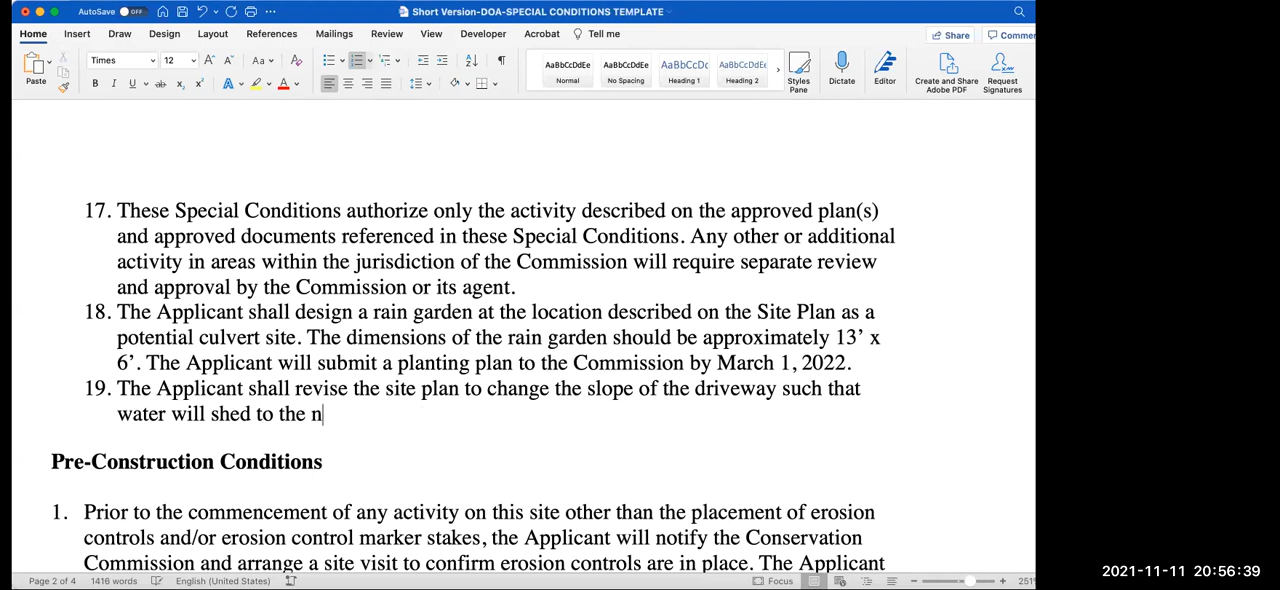 AutoSave OFF
Short Version-DOA-SPECIAL CONDITIONS TEMPLATE
Home Insert Draw Design Layout References Mailings Review View Developer Acrobat Tell me Share Commen
Times 12 Aa
AaBbCcDdEe AaBbCcDdEe AaBbCcDc AaBbCcDdEe
Paste B I U ab x₂ x² A A Normal No Spacing Heading 1 Heading 2 Styles Pane Dictate Editor Create and Share Adobe PDF Request Signatures
17. These Special Conditions authorize only the activity described on the approved plan(s)
and approved documents referenced in these Special Conditions. Any other or additional
activity in areas within the jurisdiction of the Commission will require separate review
and approval by the Commission or its agent.
18. The Applicant shall design a rain garden at the location described on the Site Plan as a
potential culvert site. The dimensions of the rain garden should be approximately 13’ x
6’. The Applicant will submit a planting plan to the Commission by March 1, 2022.
19. The Applicant shall revise the site plan to change the slope of the driveway such that
water will shed to the n
Pre-Construction Conditions
1. Prior to the commencement of any activity on this site other than the placement of erosion
controls and/or erosion control marker stakes, the Applicant will notify the Conservation
Commission and arrange a site visit to confirm erosion controls are in place. The Applicant
Page 2 of 4 1416 words English (United States) Focus 251%
2021-11-11 20:56:39